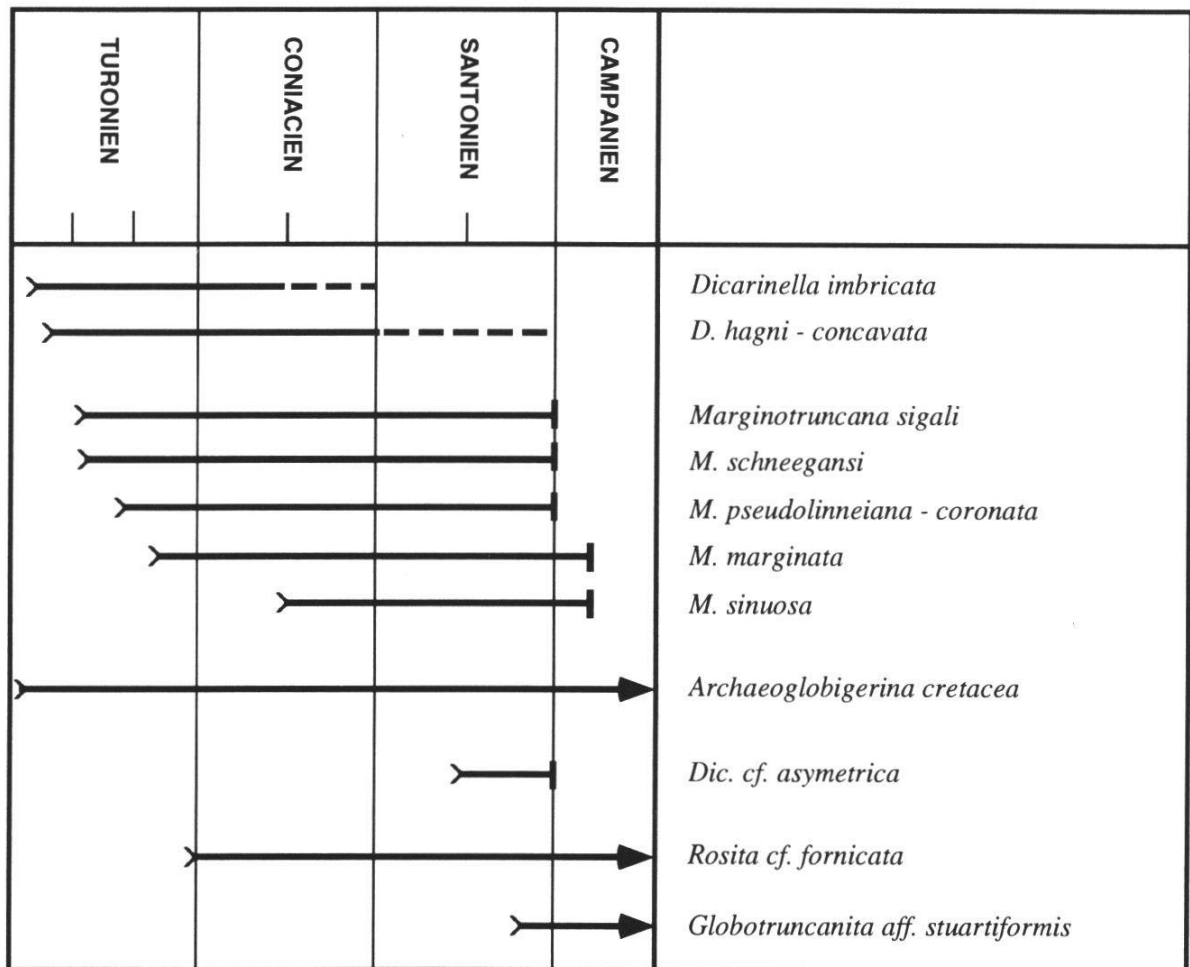 TURONIEN
CONIACIEN
SANTONIEN
CAMPANIEN
Dicarinella imbricata
D. hagni - concavata
Marginotruncana sigali
M. schneegansi
M. pseudolinneiana - coronata
M. marginata
M. sinuosa
Archaeoglobigerina cretacea
Dic. cf. asymetrica
Rosita cf. fornicata
Globotruncanita aff. stuartiformis